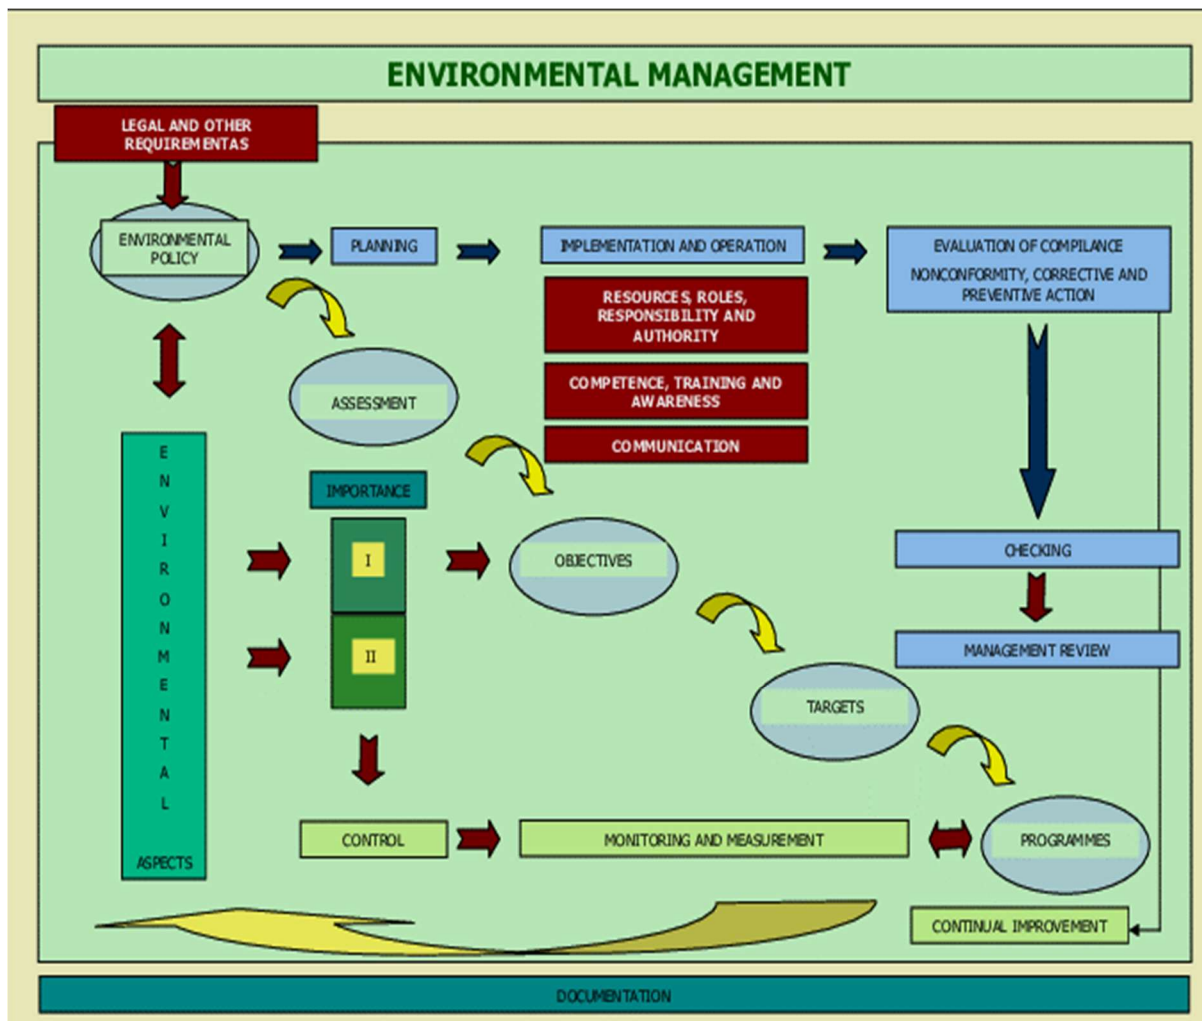 ENVIRONMENTAL MANAGEMENT
LEGAL AND OTHER
REQUIREMENTAS
ENVIRONMENTAL
POLICY
PLANNING
IMPLEMENTATION AND OPERATION
EVALUATION OF COMPILANCE
NONCONFORMITY, CORRECTIVE AND
PREVENTIVE ACTION
RESOURCES, ROLES,
RESPONSIBILITY AND
AUTHORITY
ASSESSMENT
COMPETENCE, TRAINING AND
AWARENESS
COMMUNICATION
E
N
V
I
R
O
N
M
E
N
T
A
L
ASPECTS
IMPORTANCE
I
II
OBJECTIVES
CHECKING
MANAGEMENT REVIEW
TARGETS
CONTROL
MONITORING AND MEASUREMENT
PROGRAMMES
CONTINUAL IMPROVEMENT
DOCUMENTATION